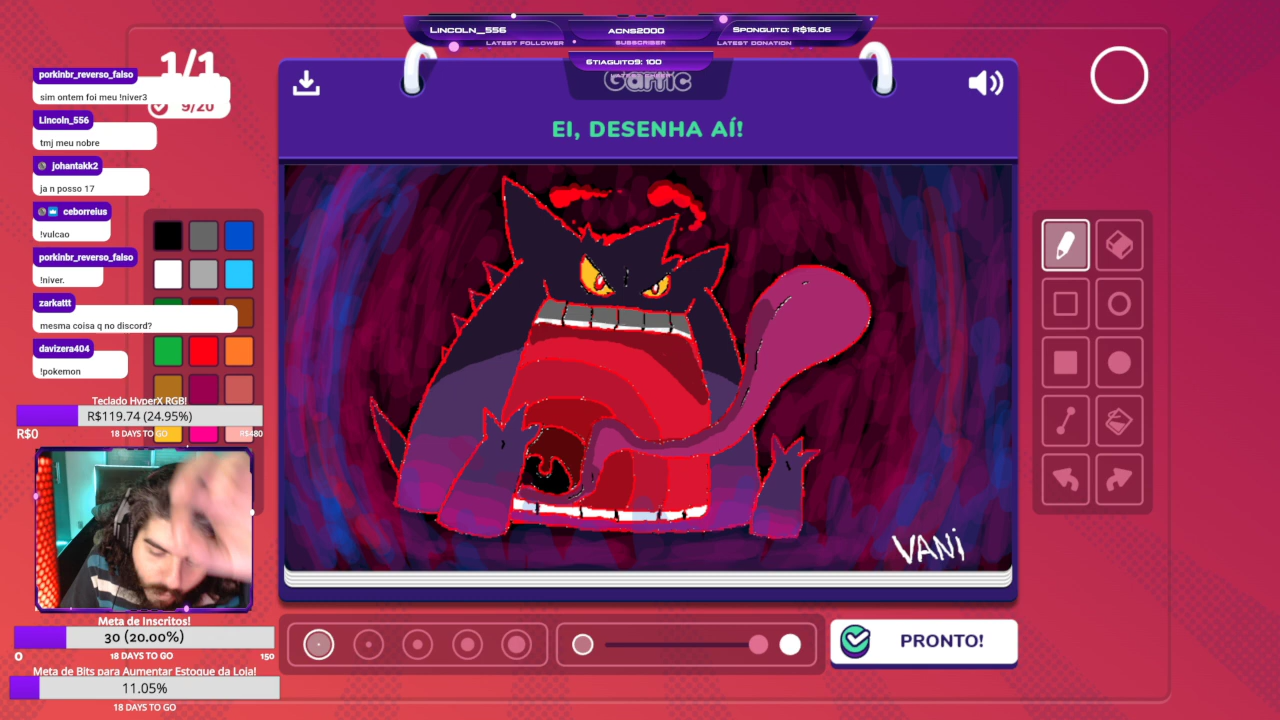 LINCOLN_556
LATEST FOLLOWER
ACNS2000
SUBSCRIBER
SPONGUITO: R$16.06
LATEST DONATION
6TIAGUITO9: 100
Gartic
1/1
9/20
EI, DESENHA AÍ!
porkinbr_reverso_falso
sim ontem foi meu !niver3
Lincoln_556
tmj meu nobre
johantakk2
ja n posso 17
ceborreius
!vulcao
porkinbr_reverso_falso
!niver.
zarkattt
mesma coisa q no discord?
davizera404
!pokemon
Teclado HyperX RGB!
R$119.74 (24.95%)
R$0
18 DAYS TO GO
R$480
VANi
Meta de Inscritos!
30 (20.00%)
0
18 DAYS TO GO
150
Meta de Bits para Aumentar Estoque da Loja!
11.05%
18 DAYS TO GO
PRONTO!